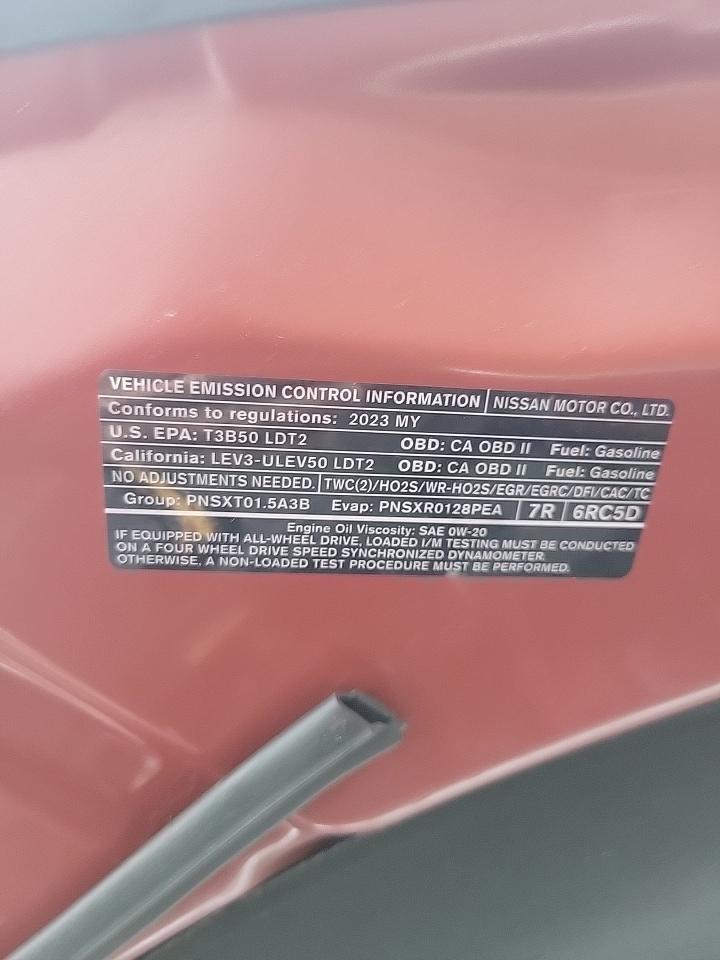 VEHICLE EMISSION CONTROL INFORMATION NISSAN MOTOR CO., LTD.
Conforms to regulations: 2023 MY
U.S. EPA: T3B50 LDT2 OBD: CA OBD II Fuel: Gasoline
California: LEV3-ULEV50 LDT2 OBD: CA OBD II Fuel: Gasoline
NO ADJUSTMENTS NEEDED. TWC(2)/HO2S/WR-HO2S/EGR/EGRC/DFI/CAC/TC
Group: PNSXT01.5A3B Evap: PNSXR0128PEA 7R 6RC5D
Engine Oil Viscosity: SAE 0W-20
IF EQUIPPED WITH ALL-WHEEL DRIVE, LOADED I/M TESTING MUST BE CONDUCTED
ON A FOUR WHEEL DRIVE SPEED SYNCHRONIZED DYNAMOMETER.
OTHERWISE, A NON-LOADED TEST PROCEDURE MUST BE PERFORMED.